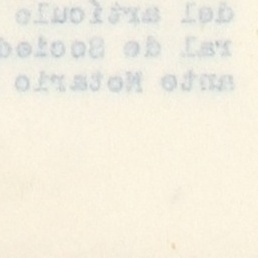 del artículo
ral de Socied
ante Notario